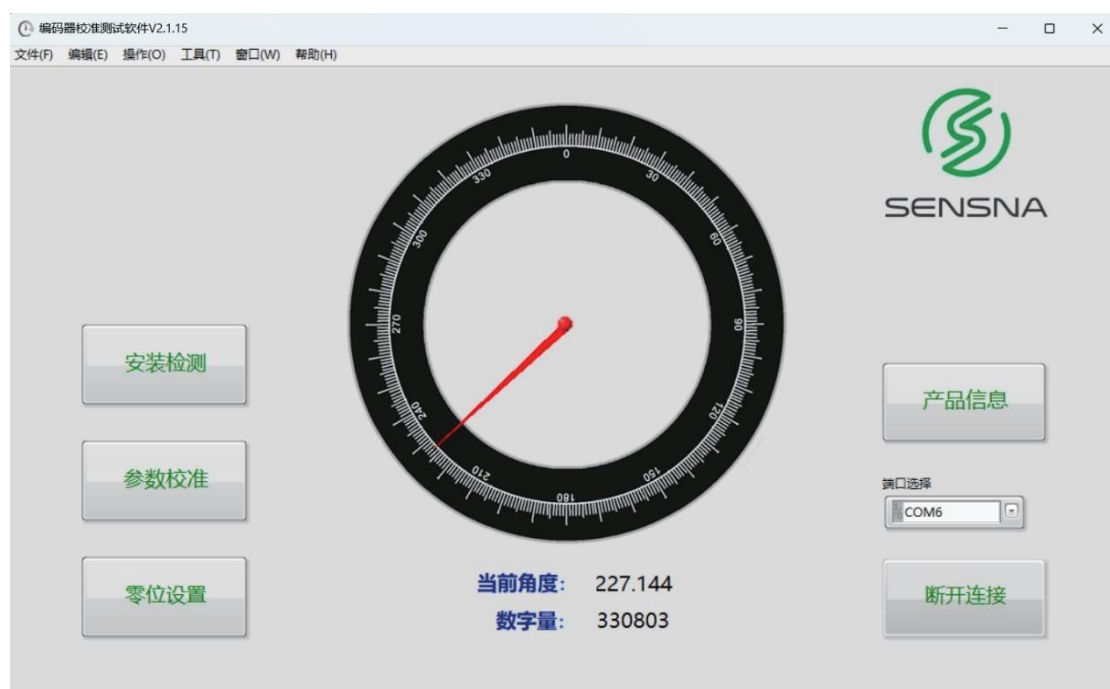 编码器校准测试软件V2.1.15
文件(F) 编辑(E) 操作(O) 工具(T) 窗口(W) 帮助(H)
SENSNA
0
30
60
90
120
150
180
210
240
270
300
330
安装检测
参数校准
零位设置
产品信息
端口选择
COM6
断开连接
当前角度: 227.144
数字量: 330803